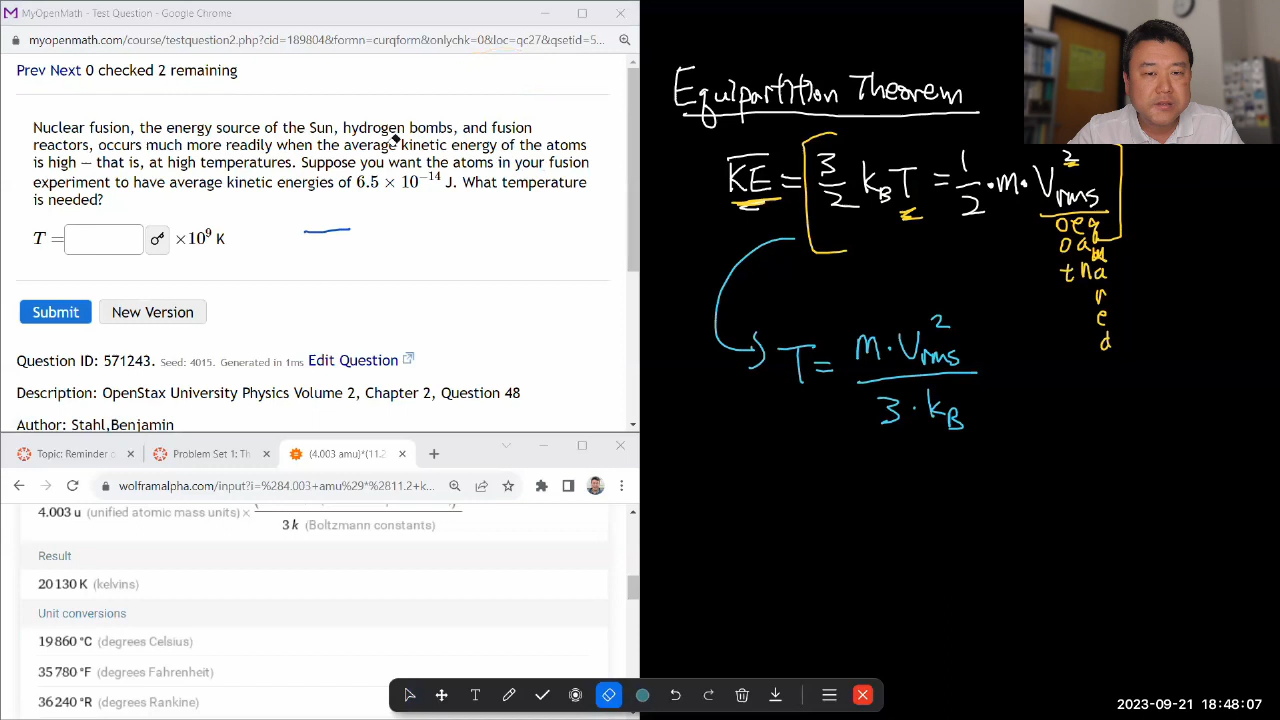 MyOpenMath - Test Question - Google Chrome
myopenmath.com/course/testquestion2.php?cid=189804&formn=curqform&onlychk=0&loc=qc27&qsetid=5...
Prev Next 0 checked 2 remaining
Nuclear fusion, the energy source of the Sun, hydrogen bombs, and fusion
reactors, occurs much more readily when the average kinetic energy of the atoms
is high − that is, at high temperatures. Suppose you want the atoms in your fusion
experiment to have average kinetic energies of 6.5 × 10⁻¹⁴ J. What temperature
is needed?
T = ×10⁹ K
Submit New Version
Question ID: 571243. Seed: 4015. Generated in 1ms Edit Question
Description: OpenStax University Physics Volume 2, Chapter 2, Question 48
Author: Stahl,Benjamin
Topic: Reminder o Problem Set 1: Th (4.003 amu)*(11.2
wolframalpha.com/input?i=%284.003+amu%29*%2811.2+k...
4.003 u (unified atomic mass units) ×
3 k (Boltzmann constants)
Result
20130 K (kelvins)
Unit conversions
19860 °C (degrees Celsius)
35780 °F (degrees Fahrenheit)
36240 °R (degrees Rankine)
Equipartition Theorem
KE = 3/2 k_B T = 1/2 · m · V_rms²
root
mean
squared
T = m · V_rms² / 3 · k_B
2023-09-21 18:48:07